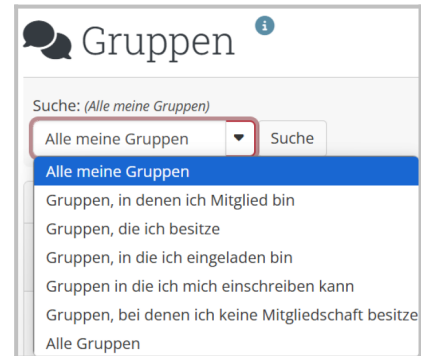 Gruppen
Suche: (Alle meine Gruppen)
Alle meine Gruppen Suche
Alle meine Gruppen
Gruppen, in denen ich Mitglied bin
Gruppen, die ich besitze
Gruppen, in die ich eingeladen bin
Gruppen in die ich mich einschreiben kann
Gruppen, bei denen ich keine Mitgliedschaft besitze
Alle Gruppen